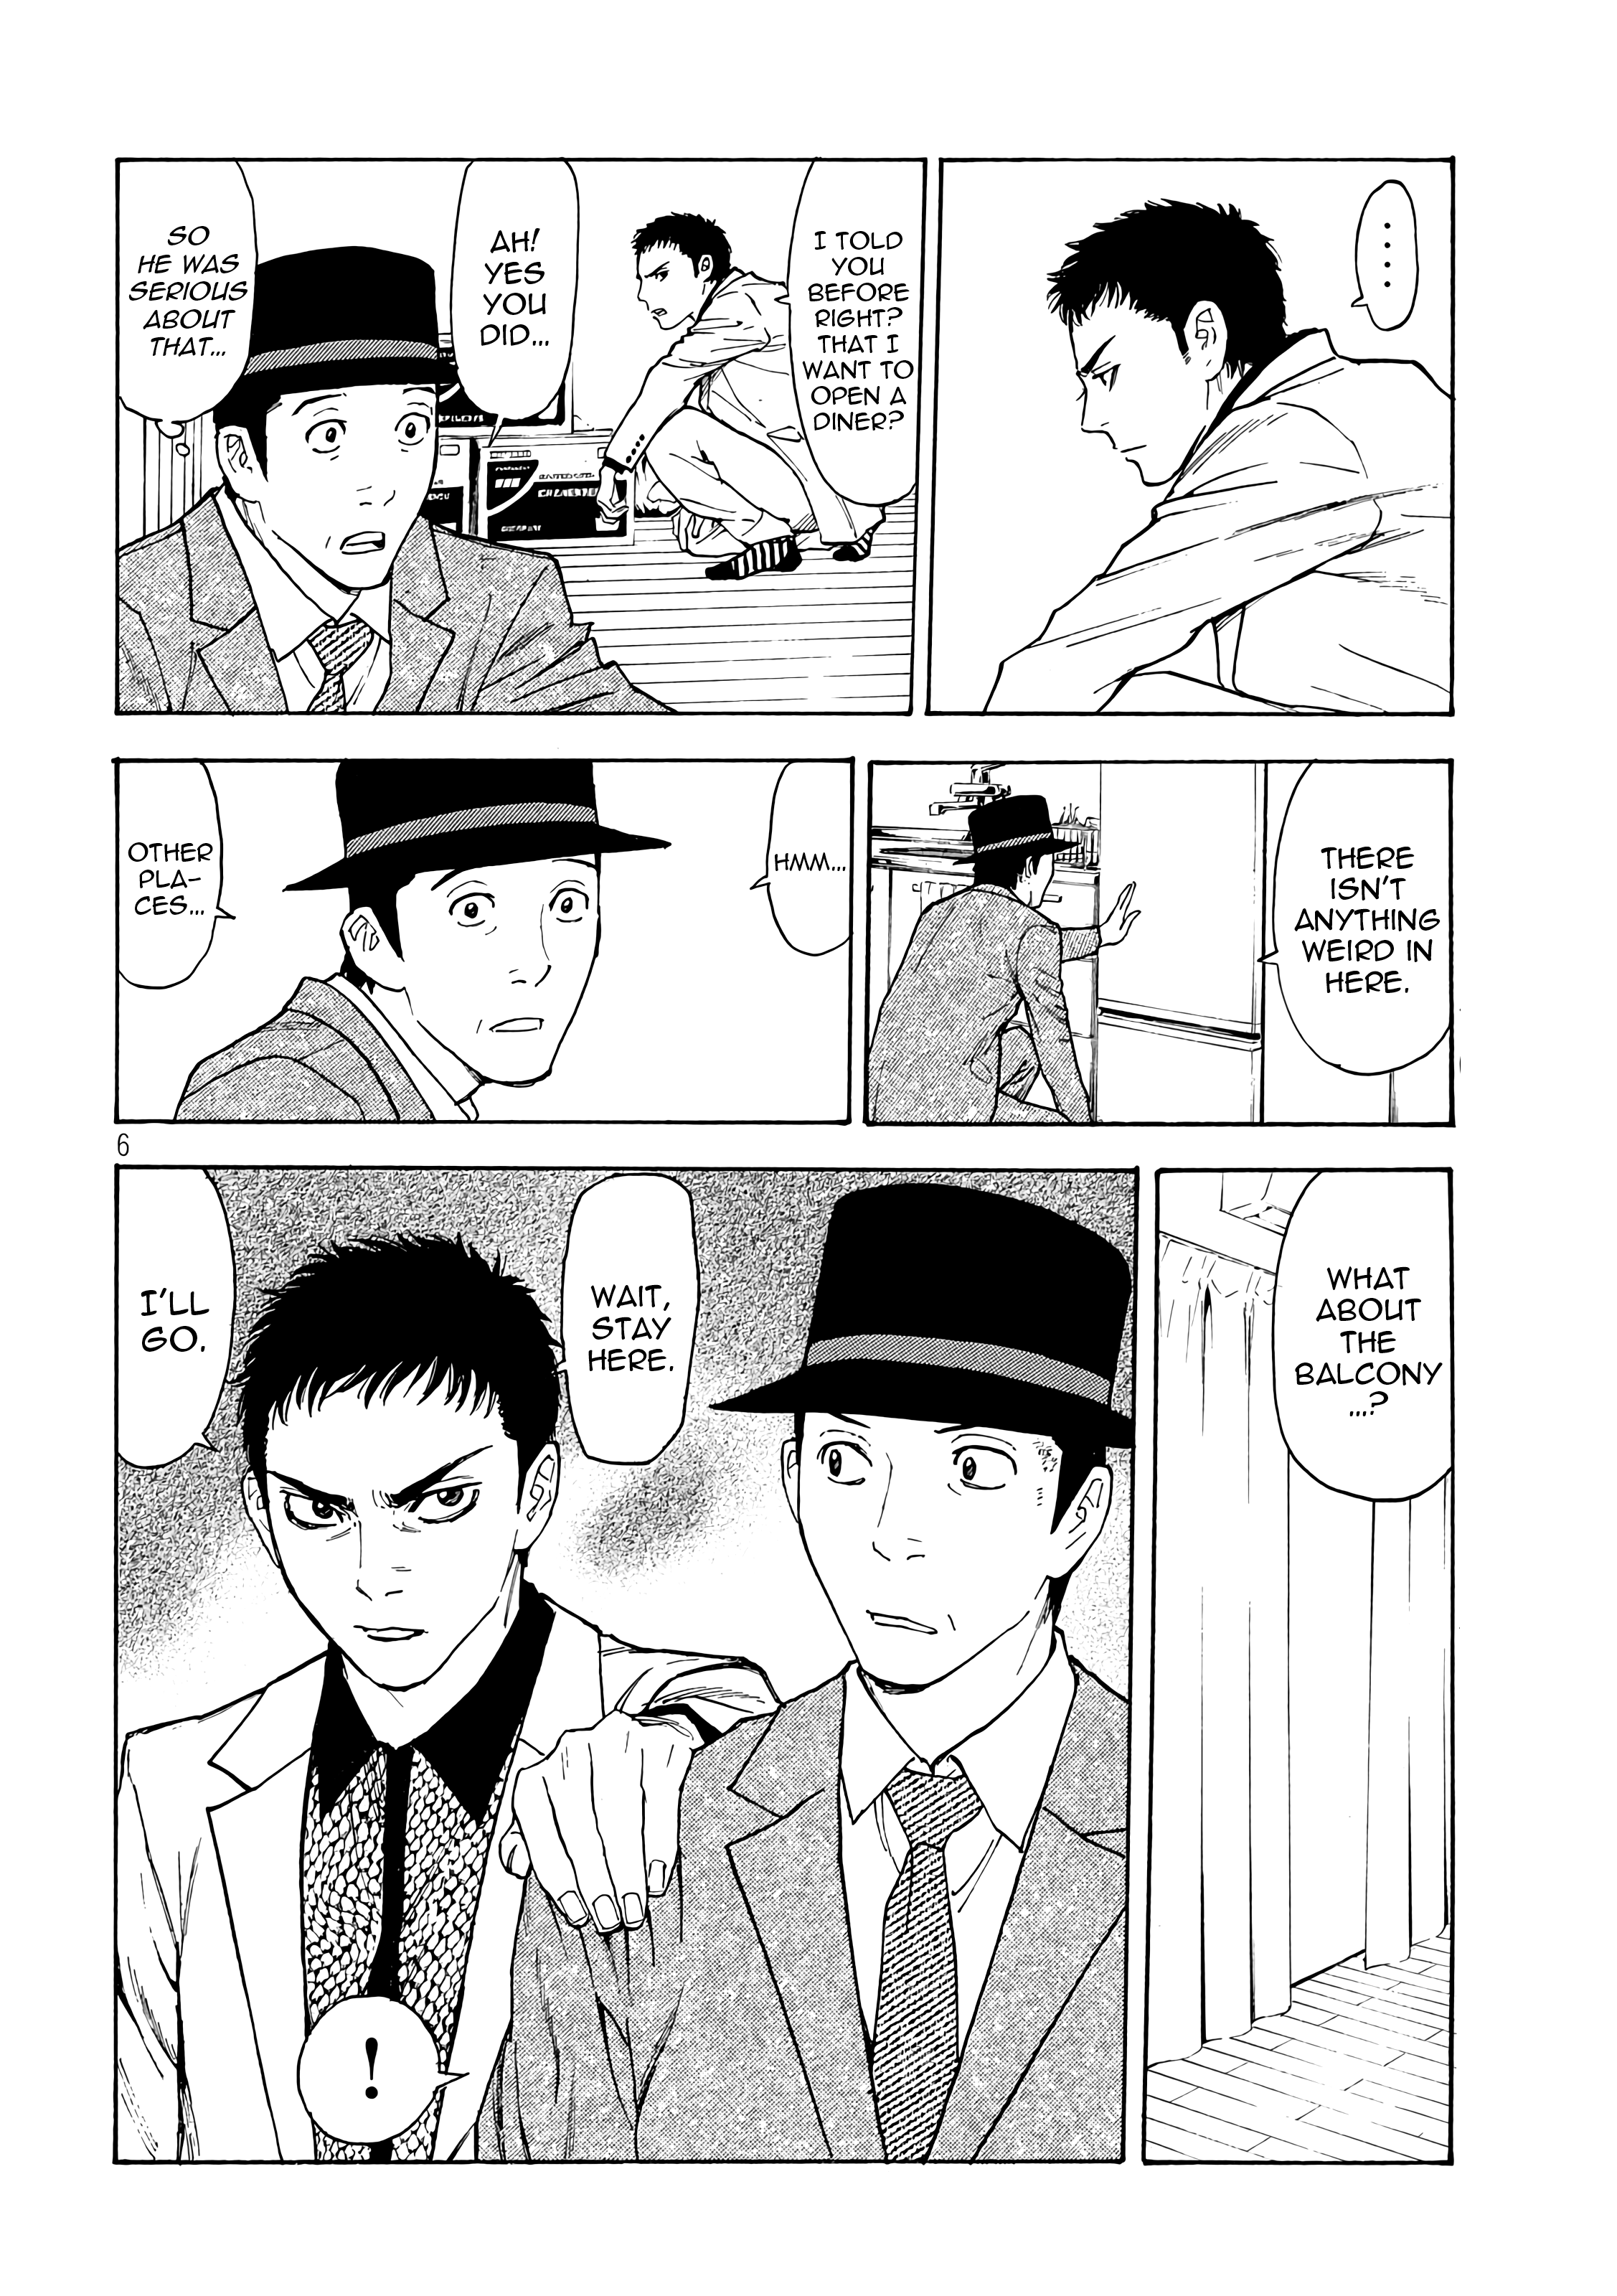 ....
I TOLD
YOU
BEFORE
RIGHT?
THAT I
WANT TO
OPEN A
DINER?
AH!
YES
YOU
DID...
SO
HE WAS
SERIOUS
ABOUT
THAT...
THERE
ISN'T
ANYTHING
WEIRD IN
HERE.
HMM...
OTHER
PLA-
CES...
6
WHAT
ABOUT
THE
BALCONY
...?
WAIT,
STAY
HERE.
I'LL
GO.
!